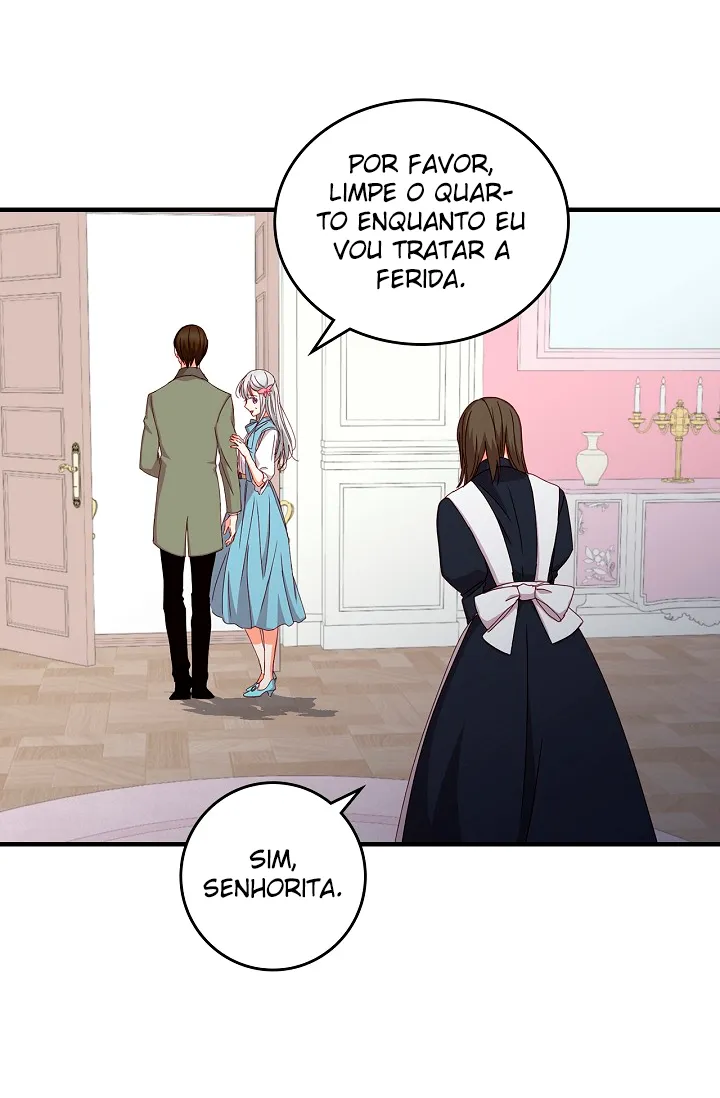 POR FAVOR,
LIMPE O QUAR-
TO ENQUANTO EU
VOU TRATAR A
FERIDA.
SIM,
SENHORITA.